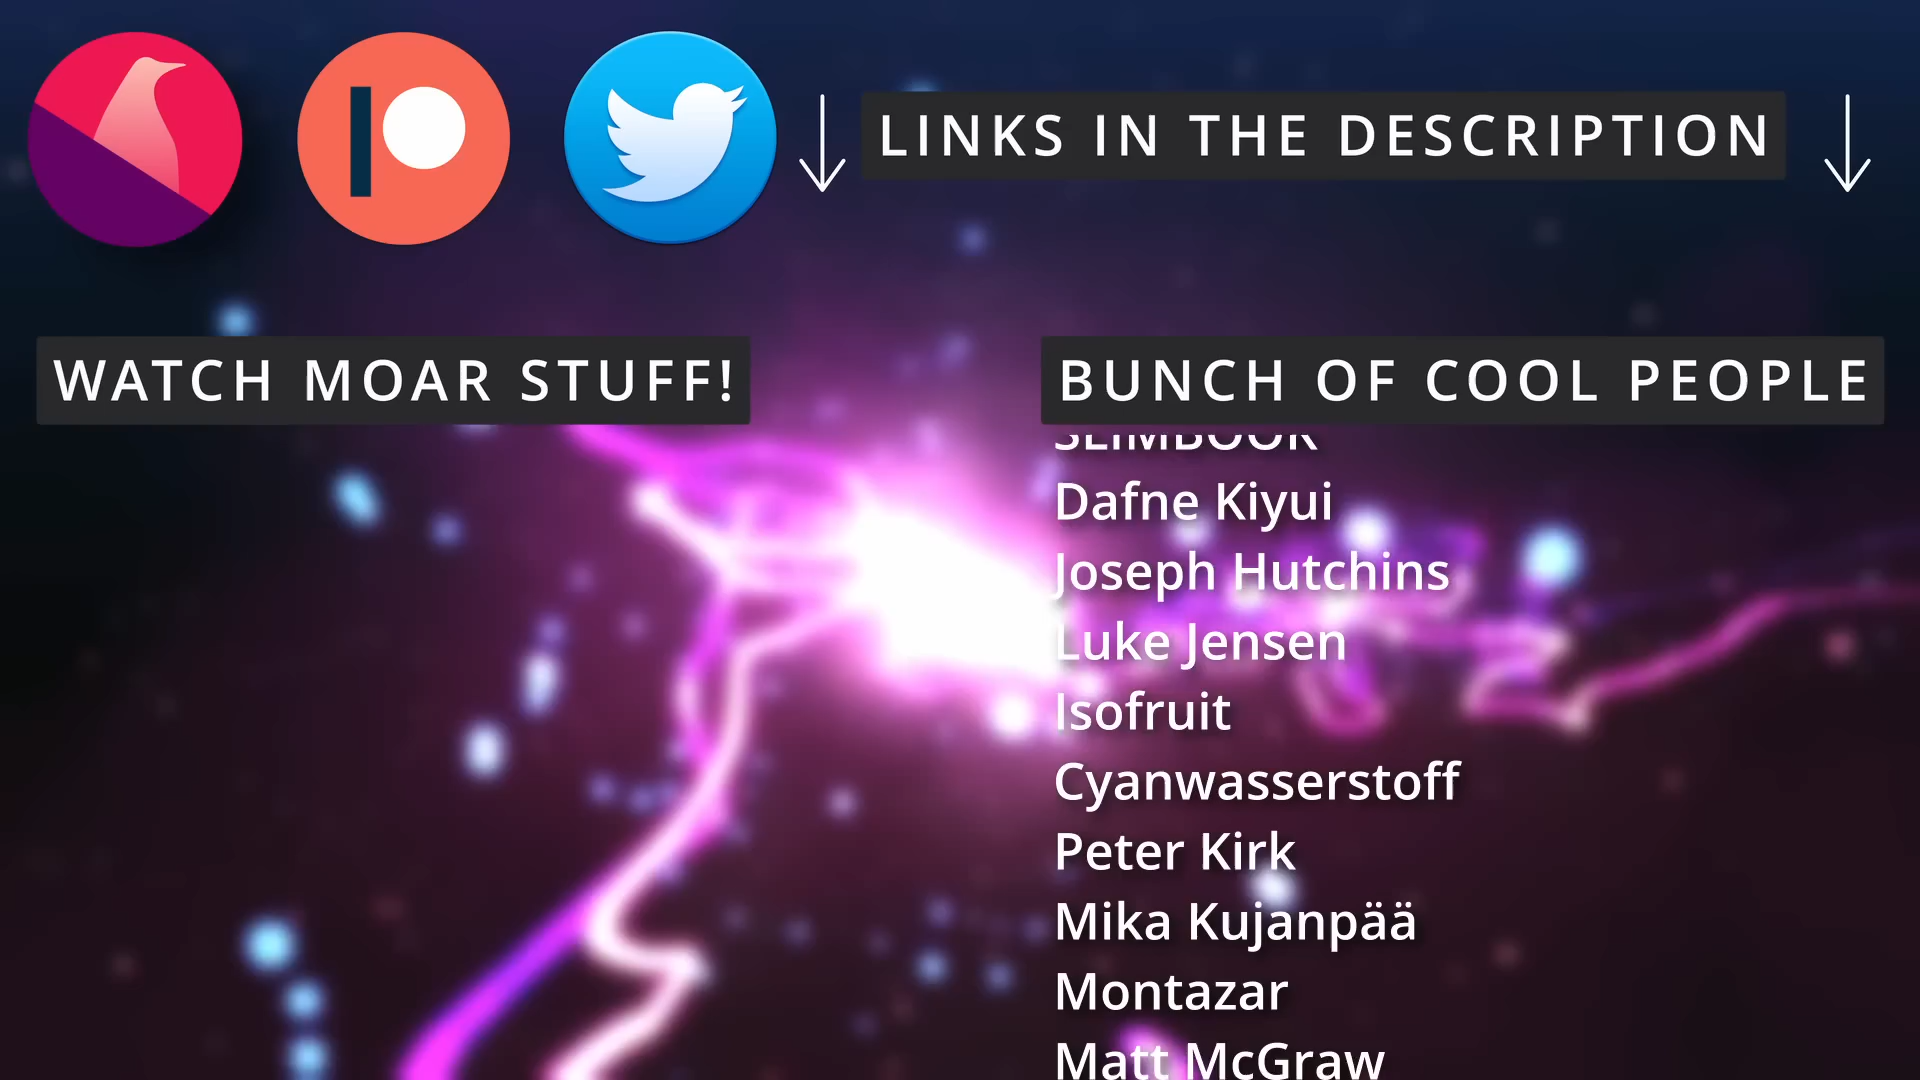 LINKS IN THE DESCRIPTION
WATCH MOAR STUFF!
BUNCH OF COOL PEOPLE
SLIMBOOK
Dafne Kiyui
Joseph Hutchins
Luke Jensen
Isofruit
Cyanwasserstoff
Peter Kirk
Mika Kujanpää
Montazar
Matt McGraw